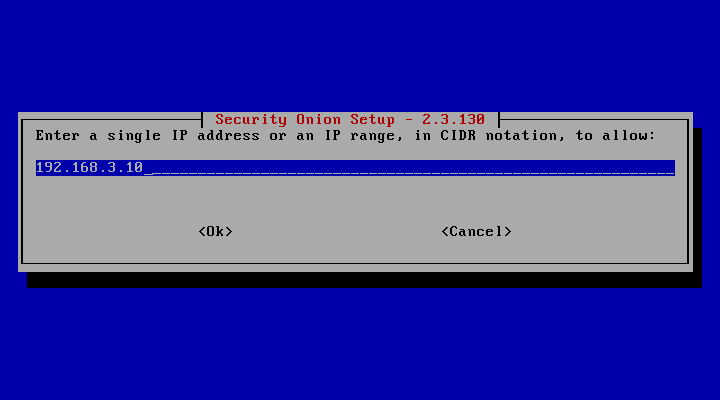 Security Onion Setup - 2.3.130
Enter a single IP address or an IP range, in CIDR notation, to allow:
192.168.3.10_
<Ok> <Cancel>